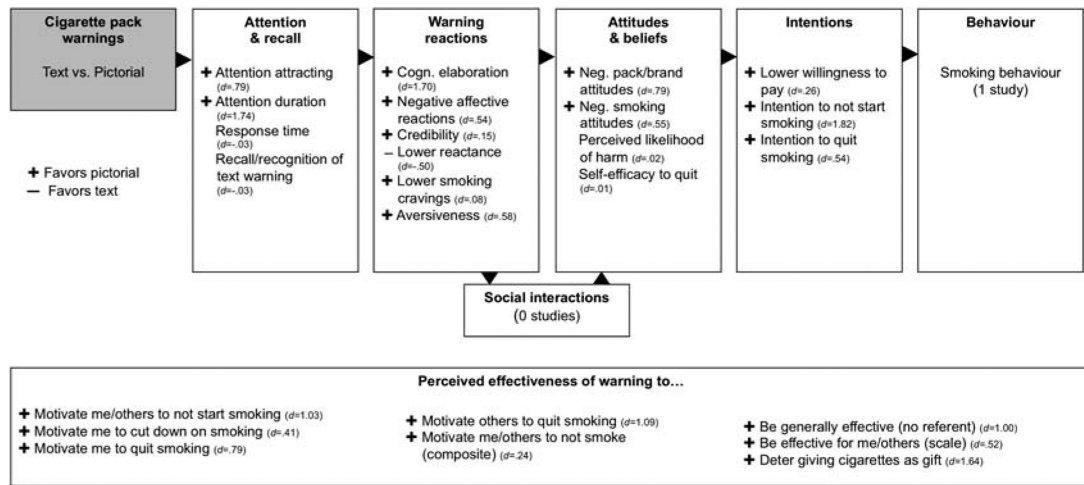 Cigarette pack
warnings
Text vs. Pictorial
+ Favors pictorial
– Favors text
Attention
& recall
+ Attention attracting
(d=.79)
+ Attention duration
(d=1.74)
Response time
(d=-.03)
Recall/recognition of
text warning
(d=-.03)
Warning
reactions
+ Cogn. elaboration
(d=1.70)
+ Negative affective
reactions (d=.54)
+ Credibility (d=.15)
– Lower reactance
(d=-.50)
+ Lower smoking
cravings (d=.08)
+ Aversiveness (d=.58)
Attitudes
& beliefs
+ Neg. pack/brand
attitudes (d=.79)
+ Neg. smoking
attitudes (d=.55)
Perceived likelihood
of harm (d=.02)
Self-efficacy to quit
(d=.01)
Intentions
+ Lower willingness to
pay (d=.26)
+ Intention to not start
smoking (d=1.82)
+ Intention to quit
smoking (d=.54)
Behaviour
Smoking behaviour
(1 study)
Social interactions
(0 studies)
Perceived effectiveness of warning to…
+ Motivate me/others to not start smoking (d=1.03)
+ Motivate me to cut down on smoking (d=.41)
+ Motivate me to quit smoking (d=.79)
+ Motivate others to quit smoking (d=1.09)
+ Motivate me/others to not smoke
(composite) (d=.24)
+ Be generally effective (no referent) (d=1.00)
+ Be effective for me/others (scale) (d=.52)
+ Deter giving cigarettes as gift (d=1.64)